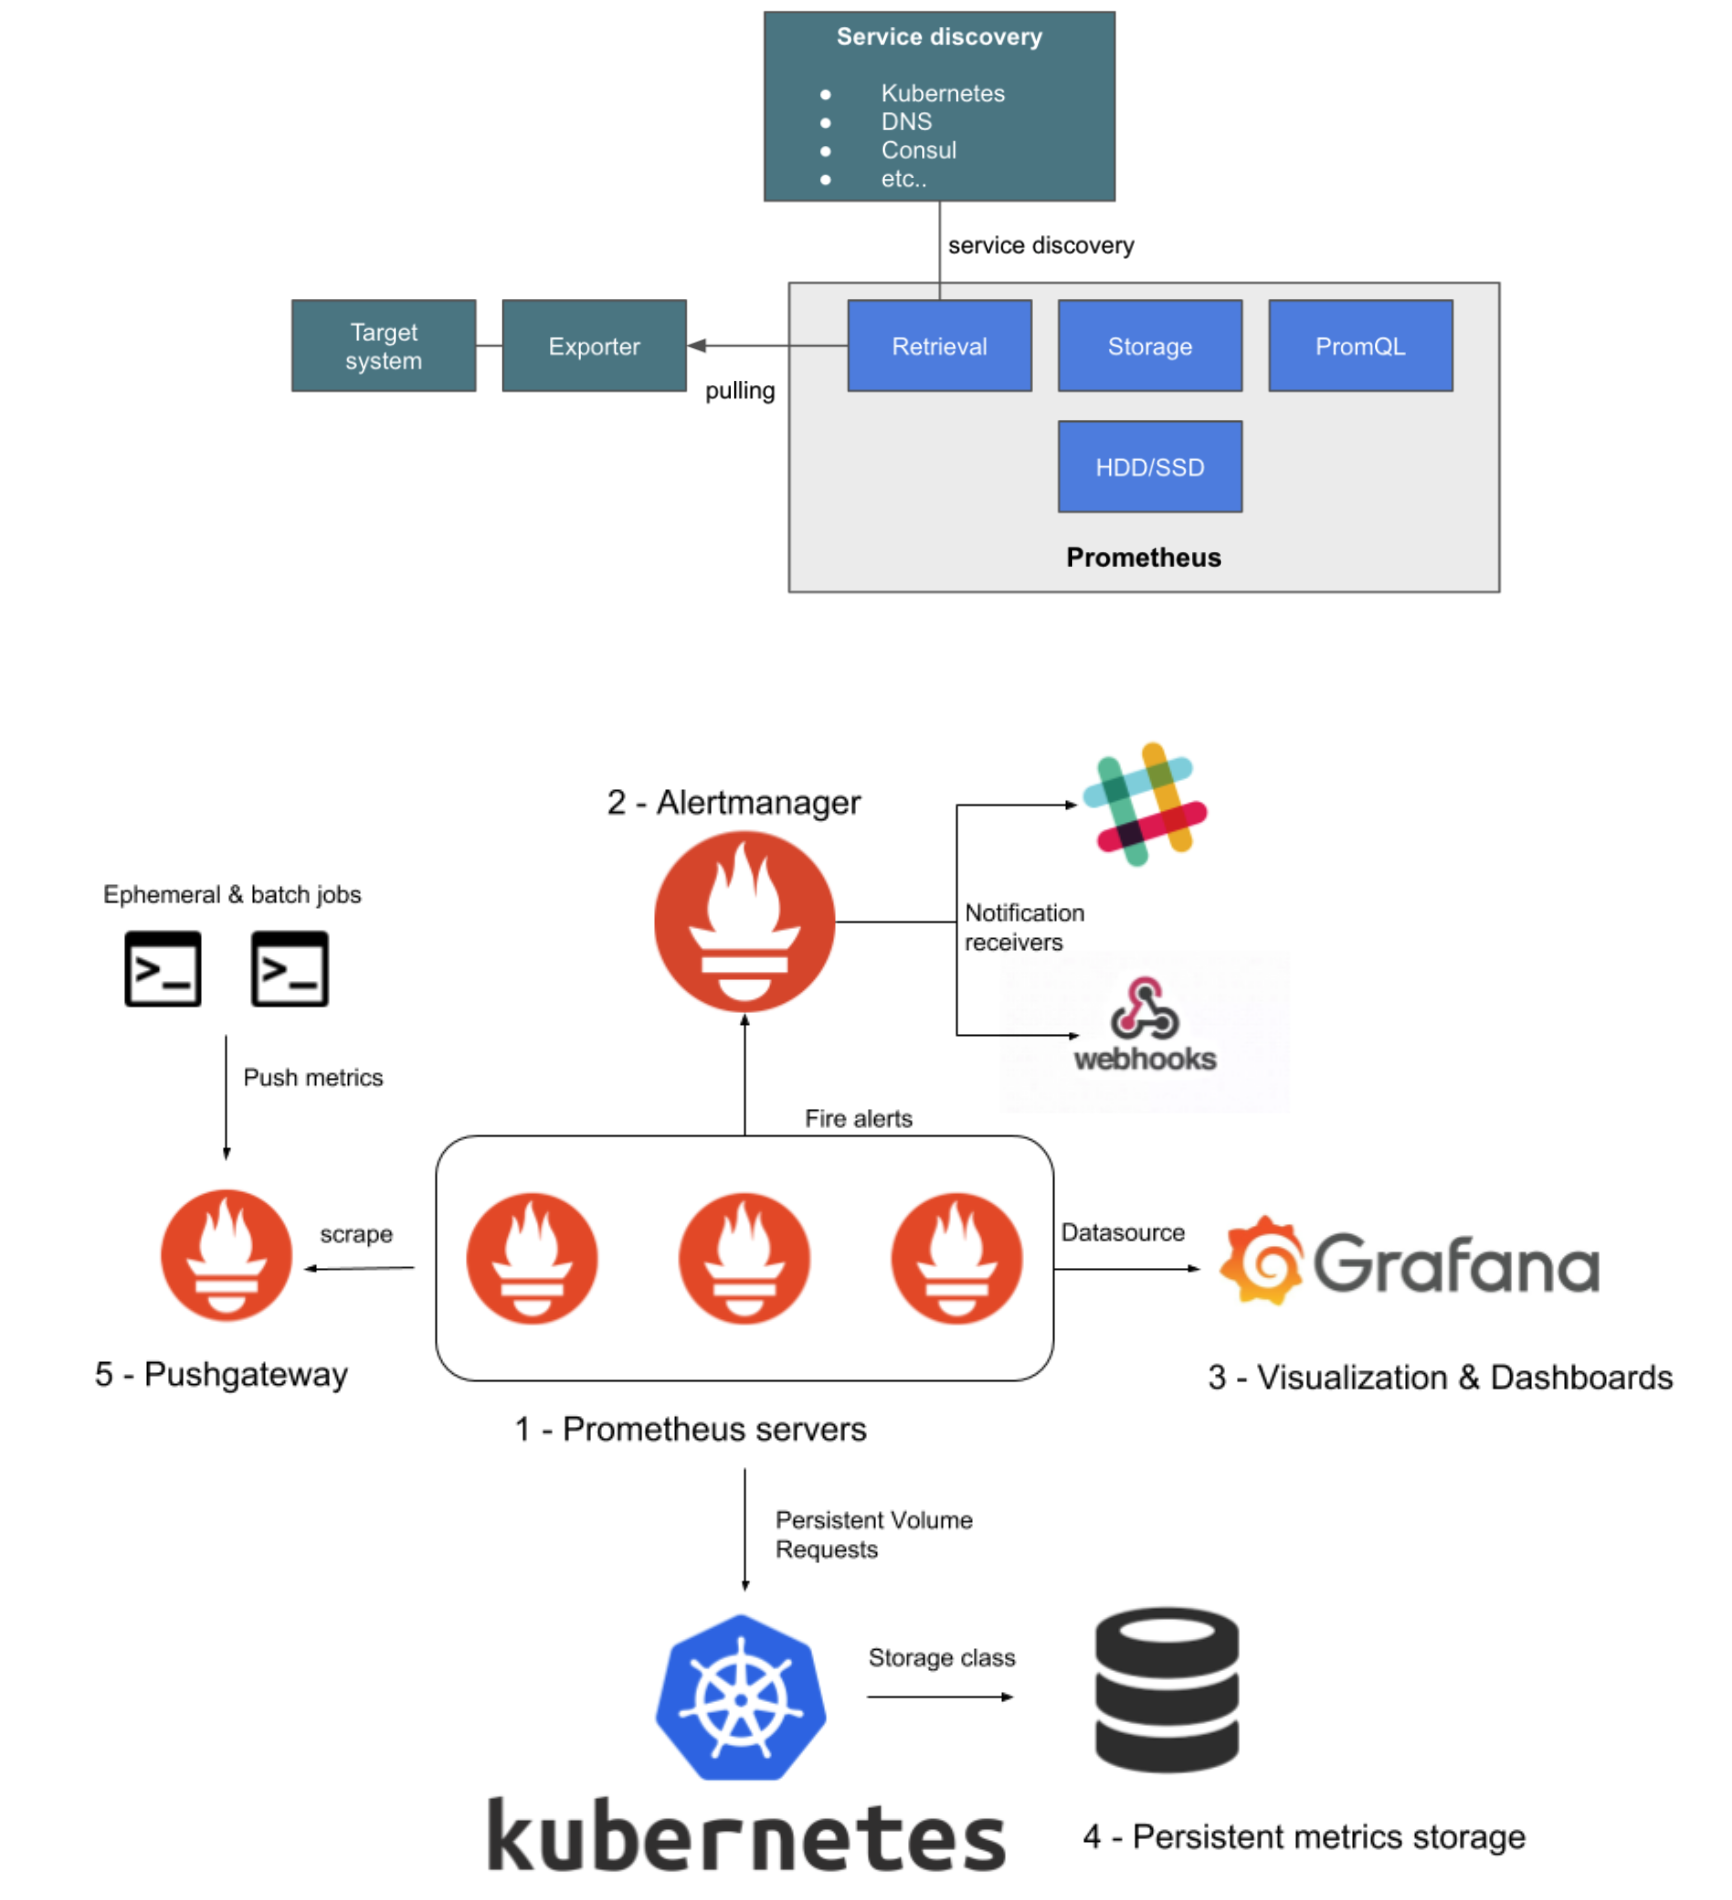 Service discovery
● Kubernetes
● DNS
● Consul
● etc..
service discovery
Target
system
Exporter
pulling
Retrieval
Storage
PromQL
HDD/SSD
Prometheus
2 - Alertmanager
Ephemeral & batch jobs
>_ >_
Notification
receivers
webhooks
Push metrics
Fire alerts
scrape
Datasource
Grafana
5 - Pushgateway
3 - Visualization & Dashboards
1 - Prometheus servers
Persistent Volume
Requests
Storage class
kubernetes
4 - Persistent metrics storage